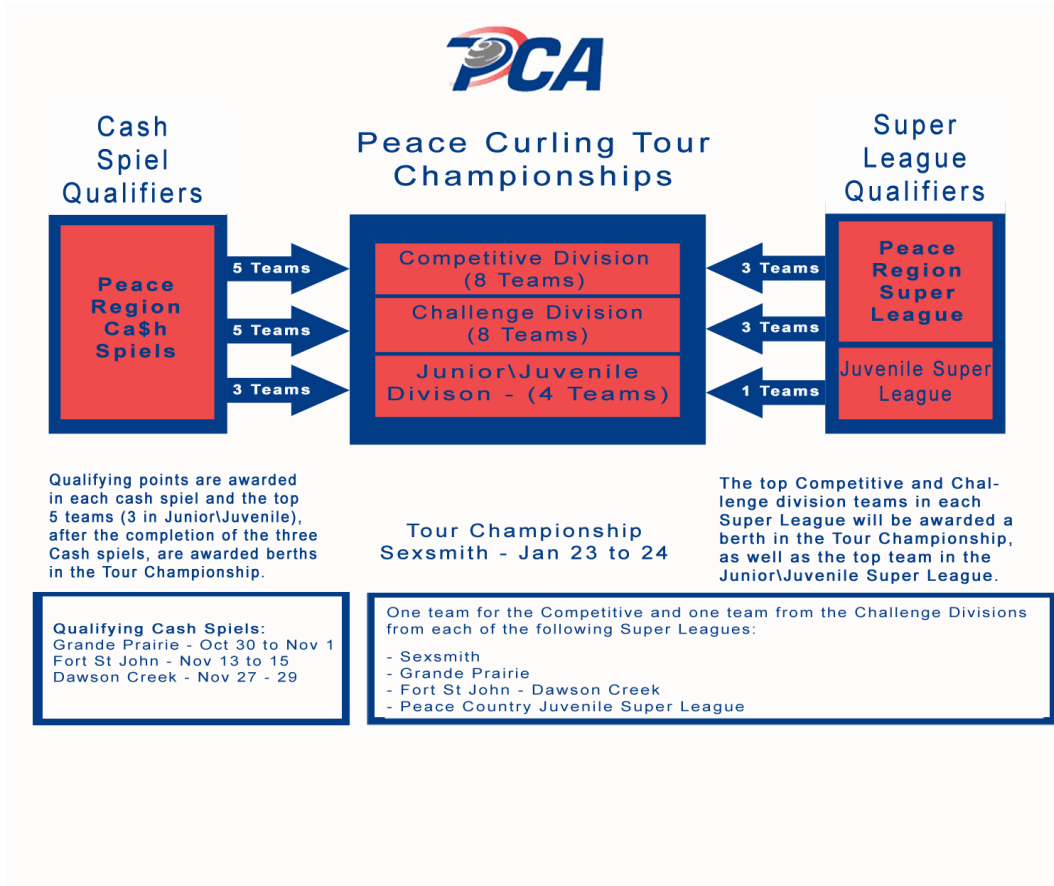 PCA
Cash
Spiel
Qualifiers
Peace Curling Tour
Championships
Super
League
Qualifiers
Peace
Region
Ca$h
Spiels
5 Teams
5 Teams
3 Teams
Competitive Division
(8 Teams)
Challenge Division
(8 Teams)
Junior\Juvenile
Divison - (4 Teams)
3 Teams
3 Teams
1 Teams
Peace
Region
Super
League
Juvenile Super
League
Qualifying points are awarded
in each cash spiel and the top
5 teams (3 in Junior\Juvenile),
after the completion of the three
Cash spiels, are awarded berths
in the Tour Championship.
Tour Championship
Sexsmith - Jan 23 to 24
The top Competitive and Chal-
lenge division teams in each
Super League will be awarded a
berth in the Tour Championship,
as well as the top team in the
Junior\Juvenile Super League.
Qualifying Cash Spiels:
Grande Prairie - Oct 30 to Nov 1
Fort St John - Nov 13 to 15
Dawson Creek - Nov 27 - 29
One team for the Competitive and one team from the Challenge Divisions
from each of the following Super Leagues:
- Sexsmith
- Grande Prairie
- Fort St John - Dawson Creek
- Peace Country Juvenile Super League